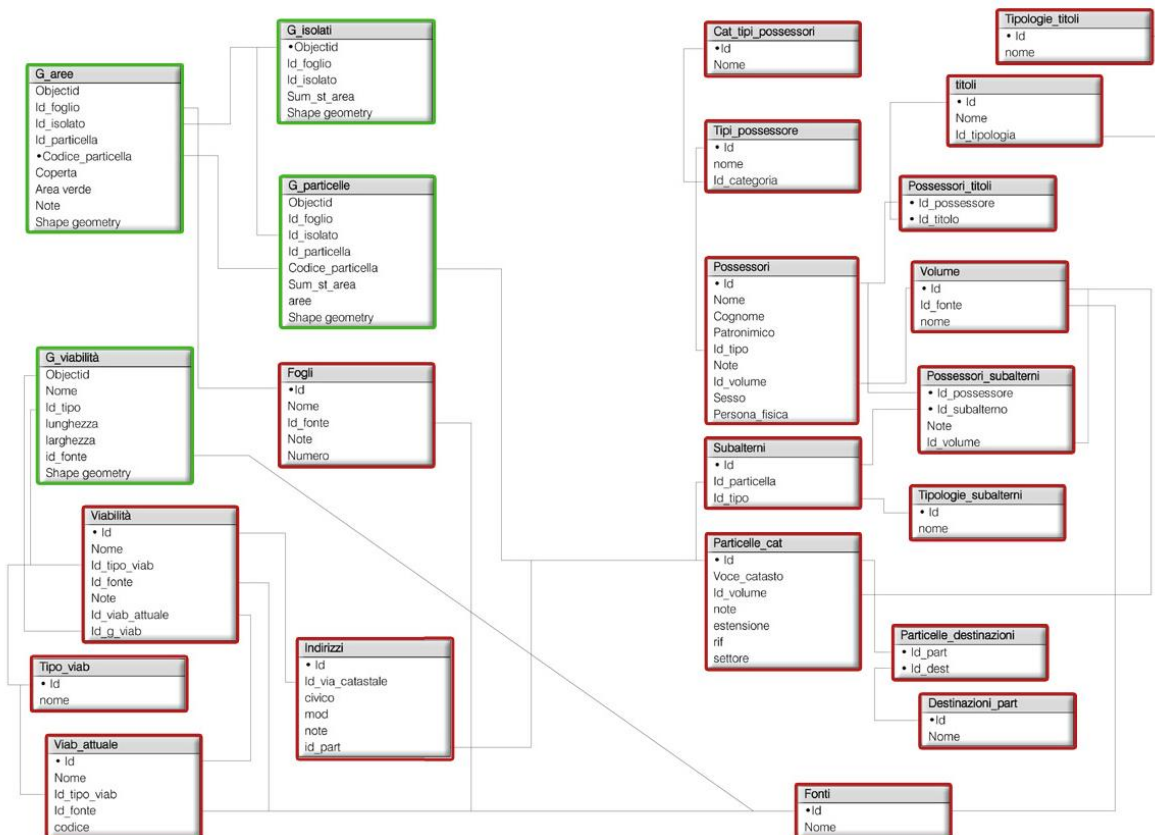 G_isolati
•Objectid
Id_foglio
Id_isolato
Sum_st_area
Shape geometry
G_aree
Objectid
Id_foglio
Id_isolato
Id_particella
•Codice_particella
Coperta
Area verde
Note
Shape geometry
G_particelle
Objectid
Id_foglio
Id_isolato
Id_particella
Codice_particella
Sum_st_area
aree
Shape geometry
G_viabilità
Objectid
Nome
Id_tipo
lunghezza
larghezza
id_fonte
Shape geometry
Fogli
•Id
Nome
Id_fonte
Note
Numero
Viabilità
• Id
Nome
Id_tipo_viab
Id_fonte
Note
Id_viab_attuale
Id_g_viab
Tipo_viab
• Id
nome
Viab_attuale
• Id
Nome
Id_tipo_viab
Id_fonte
codice
Indirizzi
• Id
Id_via_catastale
civico
mod
note
id_part
Cat_tipi_possessori
•Id
Nome
Tipologie_titoli
• Id
nome
titoli
• Id
Nome
Id_tipologia
Tipi_possessore
• Id
nome
Id_categoria
Possessori_titoli
• Id_possessore
• Id_titolo
Possessori
• Id
Nome
Cognome
Patronimico
Id_tipo
Note
Id_volume
Sesso
Persona_fisica
Volume
• Id
Id_fonte
nome
Possessori_subalterni
• Id_possessore
• Id_subalterno
Note
Id_volume
Subalterni
• Id
Id_particella
Id_tipo
Tipologie_subalterni
• Id
nome
Particelle_cat
• Id
Voce_catasto
Id_volume
note
estensione
rif
settore
Particelle_destinazioni
• Id_part
• Id_dest
Destinazioni_part
•Id
Nome
Fonti
•Id
Nome